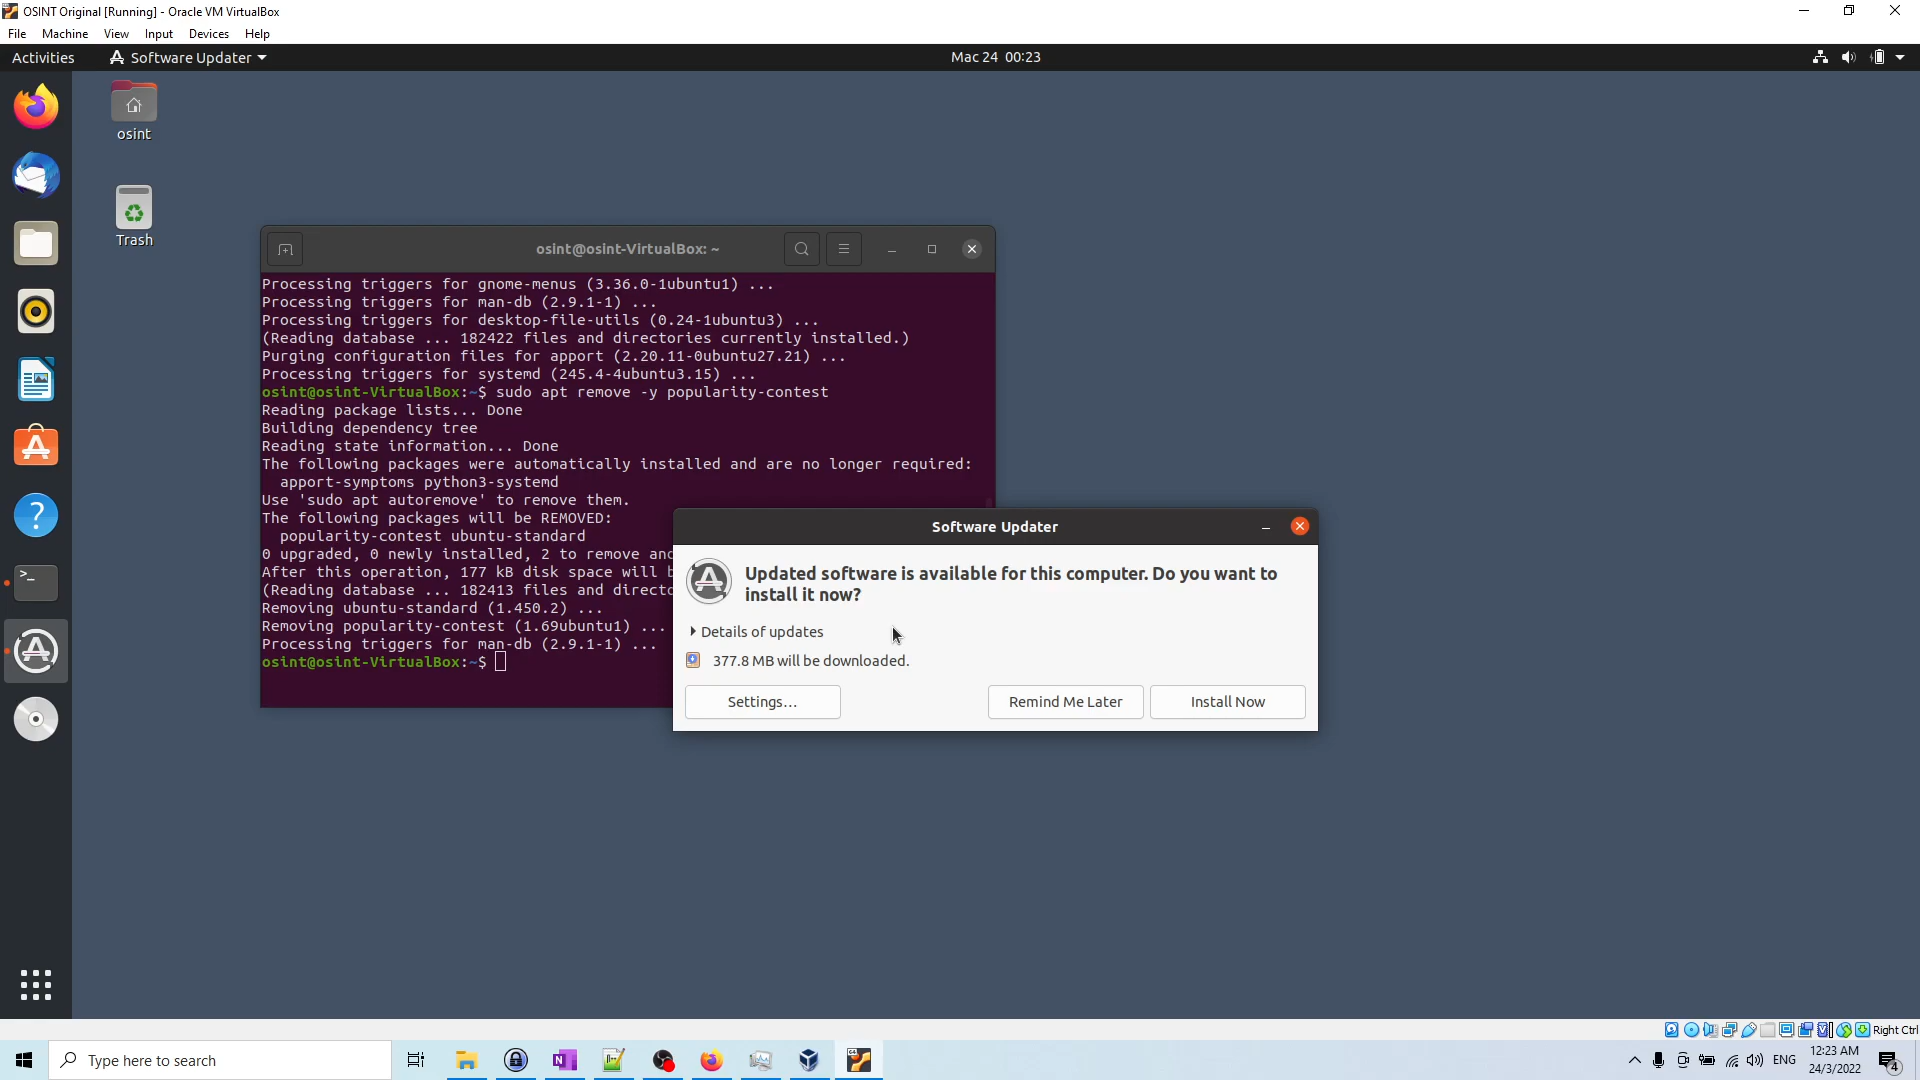 OSINT Original [Running] - Oracle VM VirtualBox
File Machine View Input Devices Help
Activities Software Updater Mac 24 00:23
osint
Trash
osint@osint-VirtualBox: ~
Processing triggers for gnome-menus (3.36.0-1ubuntu1) ...
Processing triggers for man-db (2.9.1-1) ...
Processing triggers for desktop-file-utils (0.24-1ubuntu3) ...
(Reading database ... 182422 files and directories currently installed.)
Purging configuration files for apport (2.20.11-0ubuntu27.21) ...
Processing triggers for systemd (245.4-4ubuntu3.15) ...
osint@osint-VirtualBox:~$ sudo apt remove -y popularity-contest
Reading package lists... Done
Building dependency tree
Reading state information... Done
The following packages were automatically installed and are no longer required:
apport-symptoms python3-systemd
Use 'sudo apt autoremove' to remove them.
The following packages will be REMOVED:
popularity-contest ubuntu-standard
0 upgraded, 0 newly installed, 2 to remove and
After this operation, 177 kB disk space will b
(Reading database ... 182413 files and directo
Removing ubuntu-standard (1.450.2) ...
Removing popularity-contest (1.69ubuntu1) ...
Processing triggers for man-db (2.9.1-1) ...
osint@osint-VirtualBox:~$
Software Updater
Updated software is available for this computer. Do you want to
install it now?
Details of updates
377.8 MB will be downloaded.
Settings…
Remind Me Later
Install Now
Right Ctrl
Type here to search
ENG
12:23 AM
24/3/2022
4